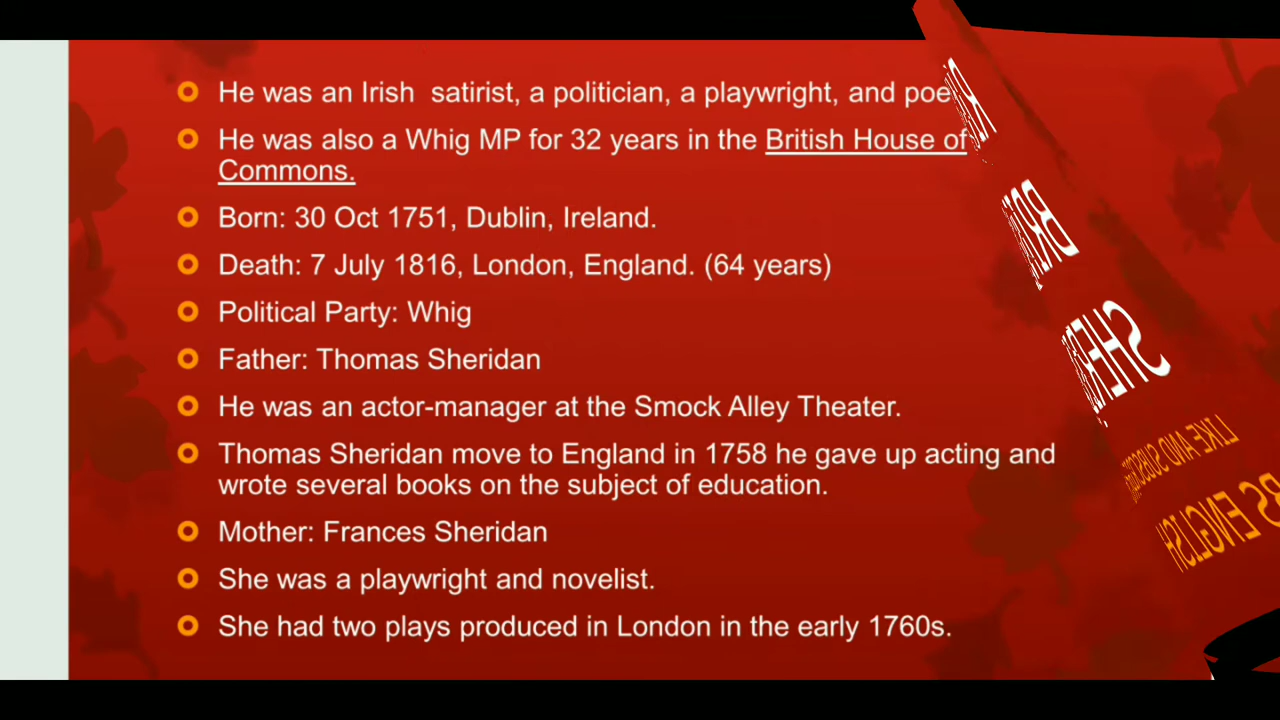 He was an Irish satirist, a politician, a playwright, and poe
He was also a Whig MP for 32 years in the British House of
Commons.
Born: 30 Oct 1751, Dublin, Ireland.
Death: 7 July 1816, London, England. (64 years)
Political Party: Whig
Father: Thomas Sheridan
He was an actor-manager at the Smock Alley Theater.
Thomas Sheridan move to England in 1758 he gave up acting and
wrote several books on the subject of education.
Mother: Frances Sheridan
She was a playwright and novelist.
She had two plays produced in London in the early 1760s.
LIKE AND
ENGLISH